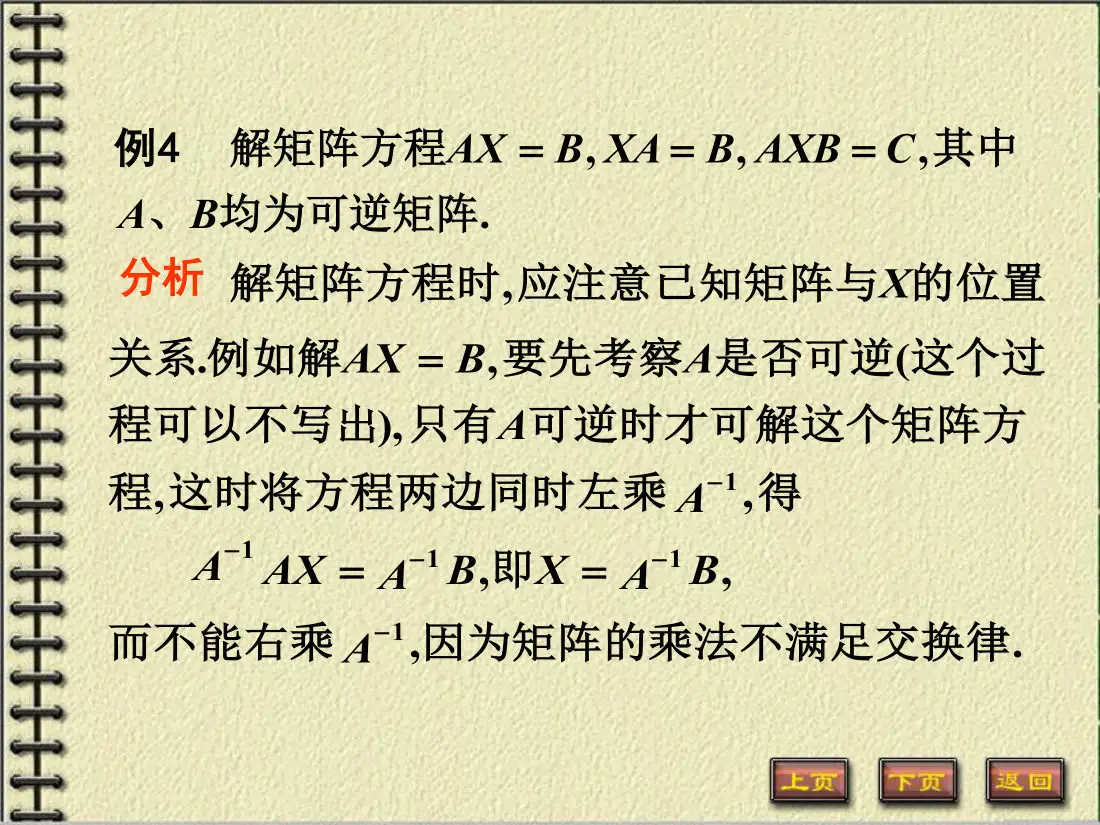 例4 解矩阵方程AX = B, XA = B, AXB = C,其中
A、B均为可逆矩阵.
分析 解矩阵方程时,应注意已知矩阵与X的位置
关系.例如解AX = B,要先考察A是否可逆(这个过
程可以不写出),只有A可逆时才可解这个矩阵方
程,这时将方程两边同时左乘 A⁻¹,得
A⁻¹ AX = A⁻¹ B,即X = A⁻¹ B,
而不能右乘 A⁻¹,因为矩阵的乘法不满足交换律.
上页 下页 返回